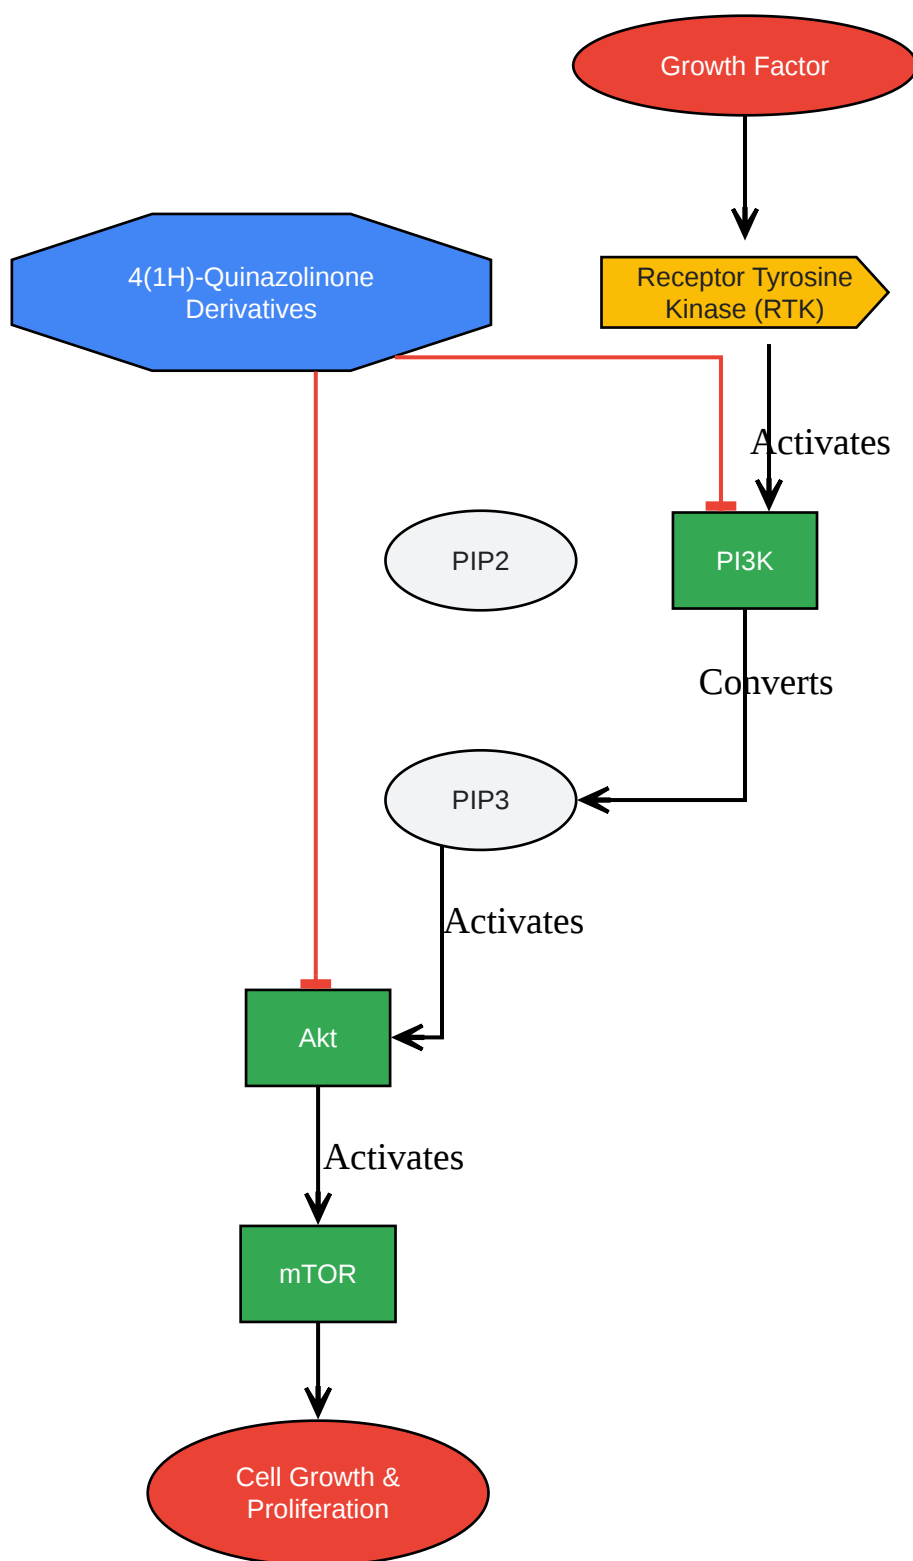 Growth Factor
4(1H)-Quinazolinone
Derivatives
Receptor Tyrosine
Kinase (RTK)
Activates
PIP2
PI3K
Converts
PIP3
Activates
Akt
Activates
mTOR
Cell Growth &
Proliferation